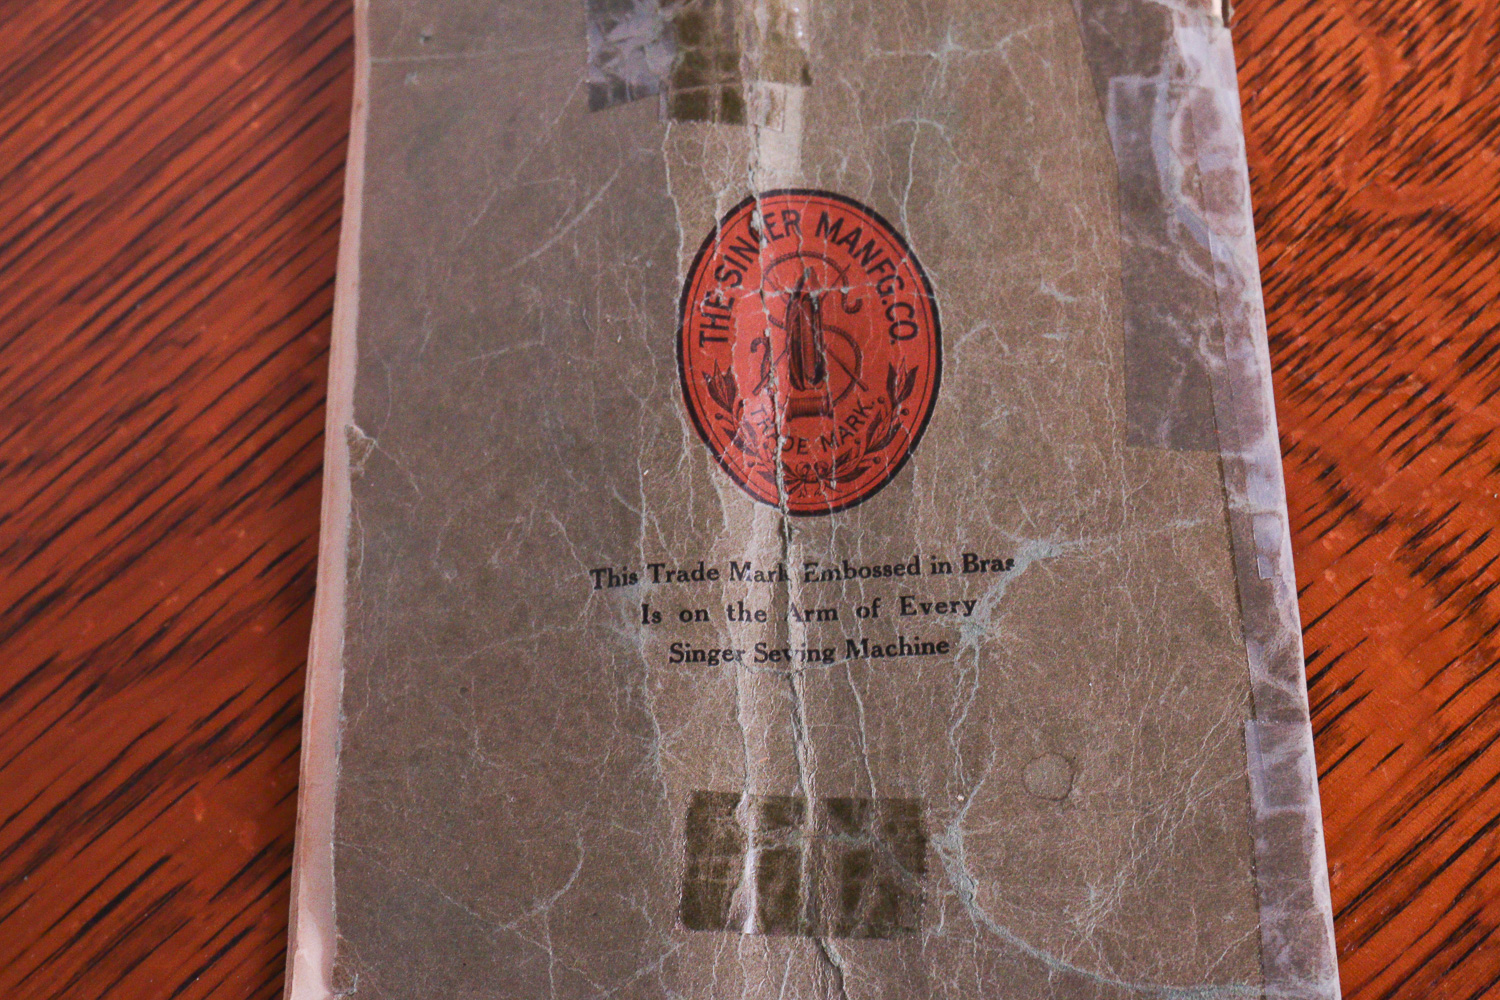 THE SINGER MANFG. CO.
TRADE MARK.
This Trade Mark Embossed in Brass
Is on the Arm of Every
Singer Sewing Machine